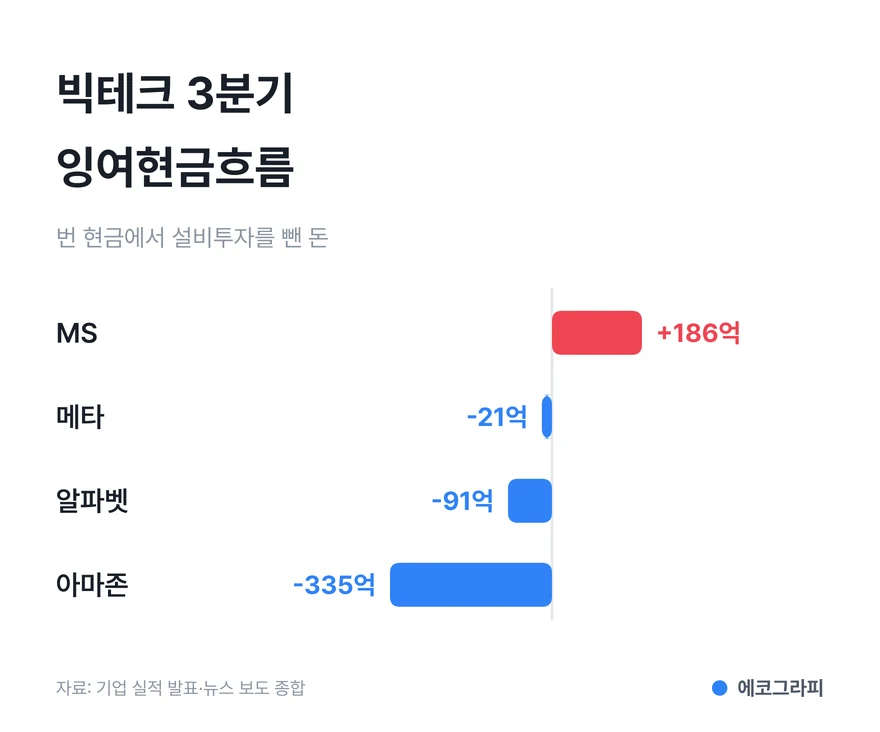 빅테크 3분기
잉여현금흐름
번 현금에서 설비투자를 뺀 돈
MS
+186억
메타
-21억
알파벳
-91억
아마존
-335억
자료: 기업 실적 발표·뉴스 보도 종합
에코그라피